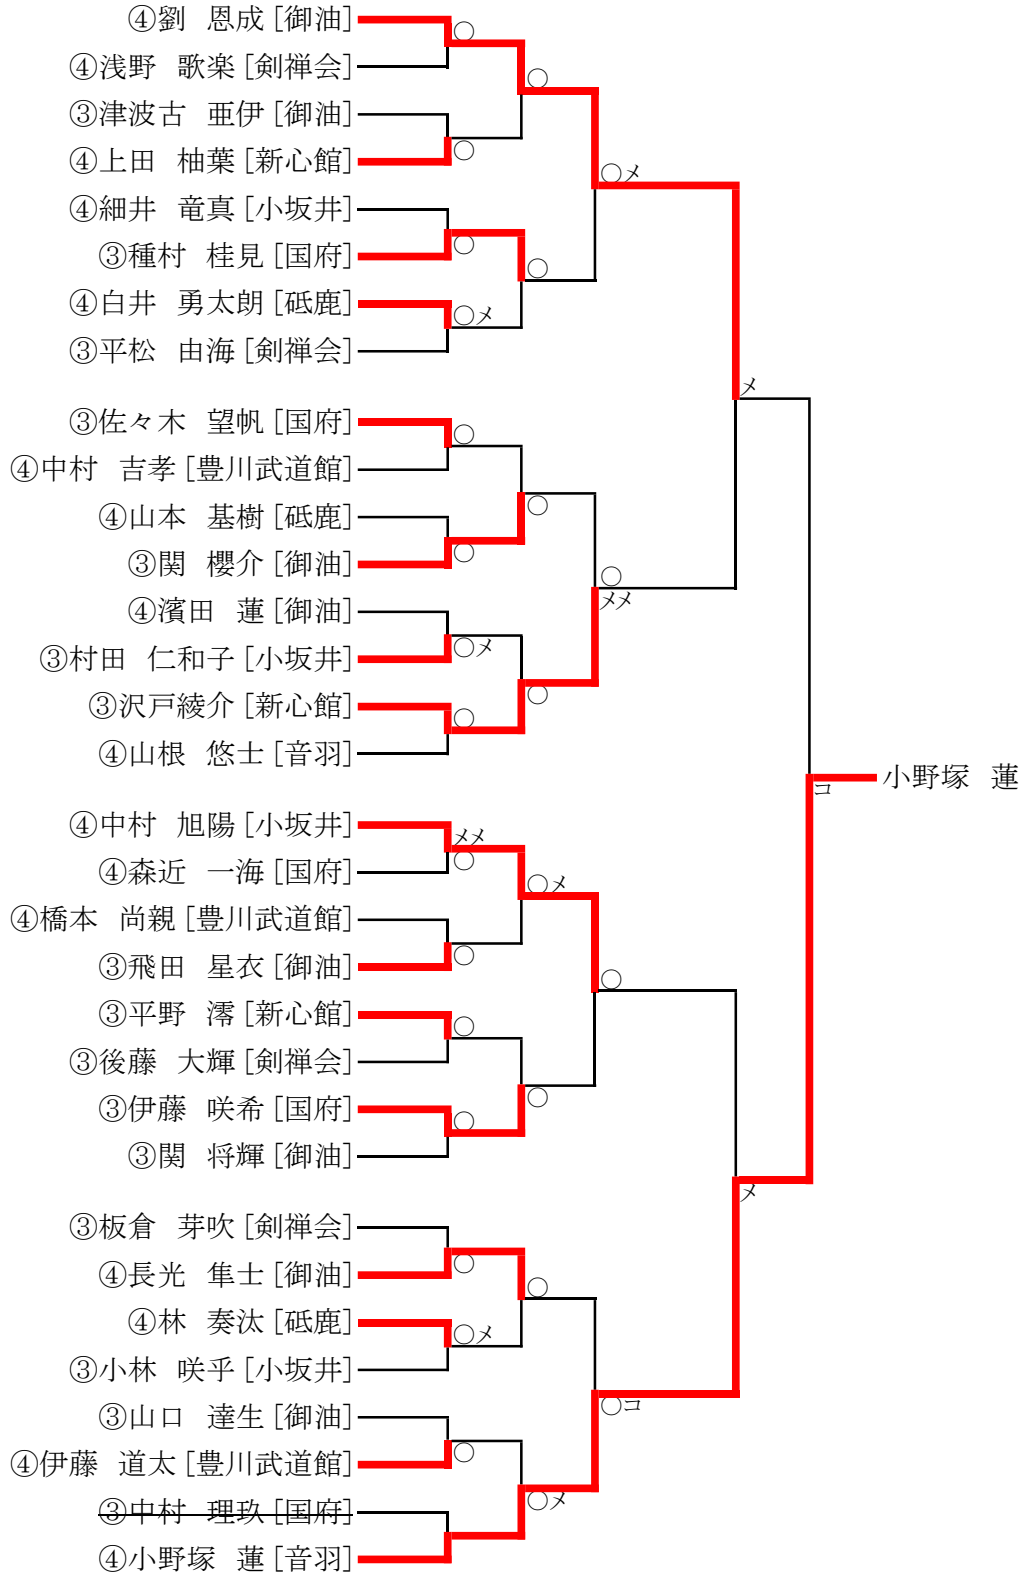 ④劉　恩成［御油］
○
④浅野　歌楽［剣禅会］
○
③津波古　亜伊［御油］
○
④上田　柚葉［新心館］
○メ
④細井　竜真［小坂井］
○
③種村　桂見［国府］
○
④白井　勇太朗［砥鹿］
○メ
③平松　由海［剣禅会］
メ
③佐々木　望帆［国府］
○
④中村　吉孝［豊川武道館］
○
④山本　基樹［砥鹿］
○
③関　櫻介［御油］
○
メメ
④濱田　蓮［御油］
○メ
③村田　仁和子［小坂井］
○
③沢戸綾介［新心館］
○
④山根　悠士［音羽］
小野塚　蓮
コ
④中村　旭陽［小坂井］
メメ
○
④森近　一海［国府］
○メ
④橋本　尚親［豊川武道館］
○
③飛田　星衣［御油］
○
③平野　澪［新心館］
○
③後藤　大輝［剣禅会］
○
③伊藤　咲希［国府］
○
③関　将輝［御油］
メ
③板倉　芽吹［剣禅会］
○
④長光　隼士［御油］
○
④林　奏汰［砥鹿］
○メ
③小林　咲乎［小坂井］
○コ
③山口　達生［御油］
○
④伊藤　道太［豊川武道館］
○メ
③中村　理玖［国府］
④小野塚　蓮［音羽］